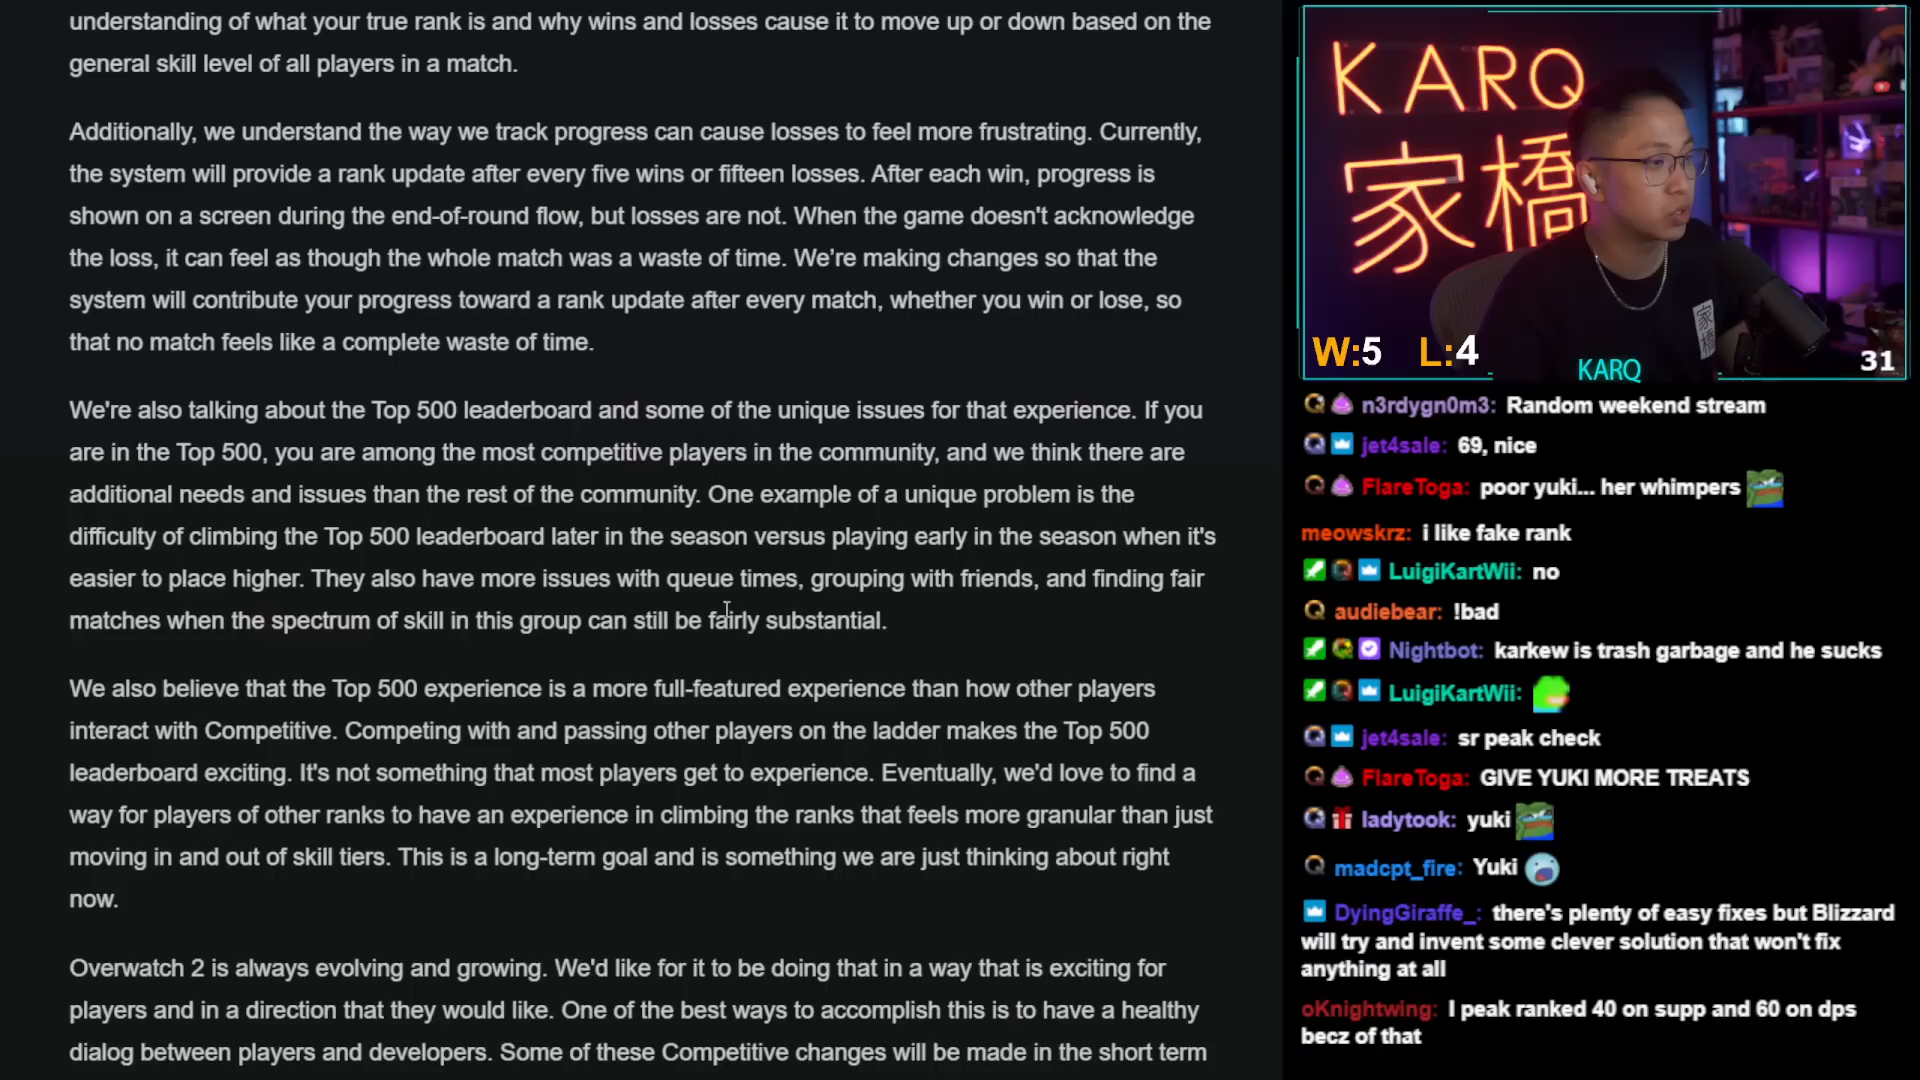 understanding of what your true rank is and why wins and losses cause it to move up or down based on the
general skill level of all players in a match.
Additionally, we understand the way we track progress can cause losses to feel more frustrating. Currently,
the system will provide a rank update after every five wins or fifteen losses. After each win, progress is
shown on a screen during the end-of-round flow, but losses are not. When the game doesn't acknowledge
the loss, it can feel as though the whole match was a waste of time. We're making changes so that the
system will contribute your progress toward a rank update after every match, whether you win or lose, so
that no match feels like a complete waste of time.
We're also talking about the Top 500 leaderboard and some of the unique issues for that experience. If you
are in the Top 500, you are among the most competitive players in the community, and we think there are
additional needs and issues than the rest of the community. One example of a unique problem is the
difficulty of climbing the Top 500 leaderboard later in the season versus playing early in the season when it's
easier to place higher. They also have more issues with queue times, grouping with friends, and finding fair
matches when the spectrum of skill in this group can still be fairly substantial.
We also believe that the Top 500 experience is a more full-featured experience than how other players
interact with Competitive. Competing with and passing other players on the ladder makes the Top 500
leaderboard exciting. It's not something that most players get to experience. Eventually, we'd love to find a
way for players of other ranks to have an experience in climbing the ranks that feels more granular than just
moving in and out of skill tiers. This is a long-term goal and is something we are just thinking about right
now.
Overwatch 2 is always evolving and growing. We'd like for it to be doing that in a way that is exciting for
players and in a direction that they would like. One of the best ways to accomplish this is to have a healthy
dialog between players and developers. Some of these Competitive changes will be made in the short term
KARQ
家橋
家橋
W:5 L:4
KARQ
31
n3rdygn0m3: Random weekend stream
jet4sale: 69, nice
FlareToga: poor yuki... her whimpers
meowskrz: i like fake rank
LuigiKartWii: no
audiebear: !bad
Nightbot: karkew is trash garbage and he sucks
LuigiKartWii:
jet4sale: sr peak check
FlareToga: GIVE YUKI MORE TREATS
ladytook: yuki
madcpt_fire: Yuki
DyingGiraffe_: there's plenty of easy fixes but Blizzard
will try and invent some clever solution that won't fix
anything at all
oKnightwing: I peak ranked 40 on supp and 60 on dps
becz of that